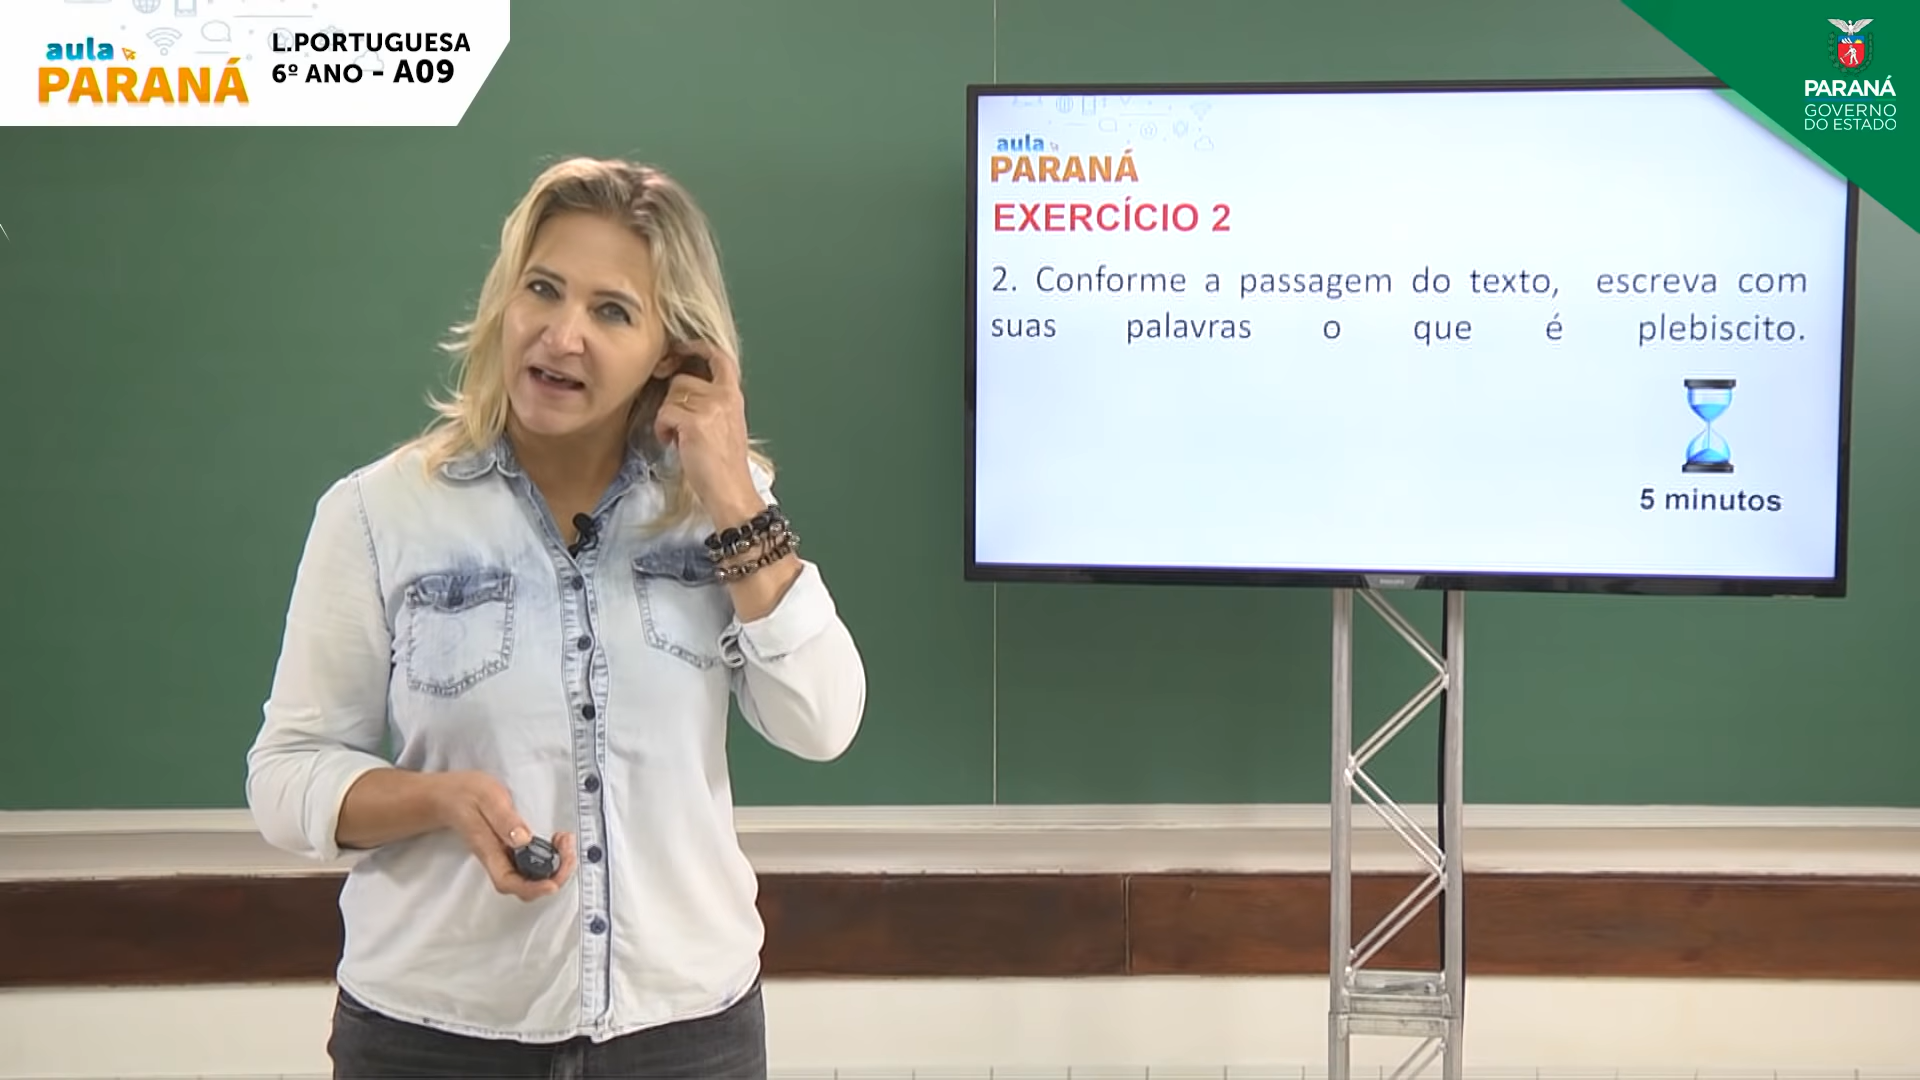 aula
PARANÁ
L.PORTUGUESA
6º ANO - A09
PARANÁ
GOVERNO
DO ESTADO
aula
PARANÁ
EXERCÍCIO 2
2. Conforme a passagem do texto, escreva com
suas palavras o que é plebiscito.
5 minutos